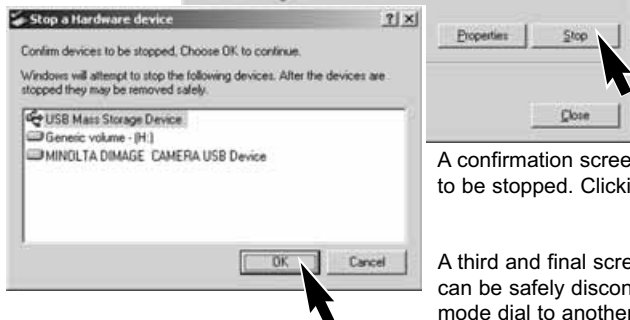 Stop a Hardware device
Confirm devices to be stopped, Choose OK to continue.
Windows will attempt to stop the following devices. After the devices are
stopped they may be removed safely.
USB Mass Storage Device
Generic volume - (H:)
MINOLTA DIMAGE CAMERA USB Device
OK Cancel
Properties Stop
Close
A confirmation scree
to be stopped. Clicki
A third and final scre
can be safely discon
mode dial to another